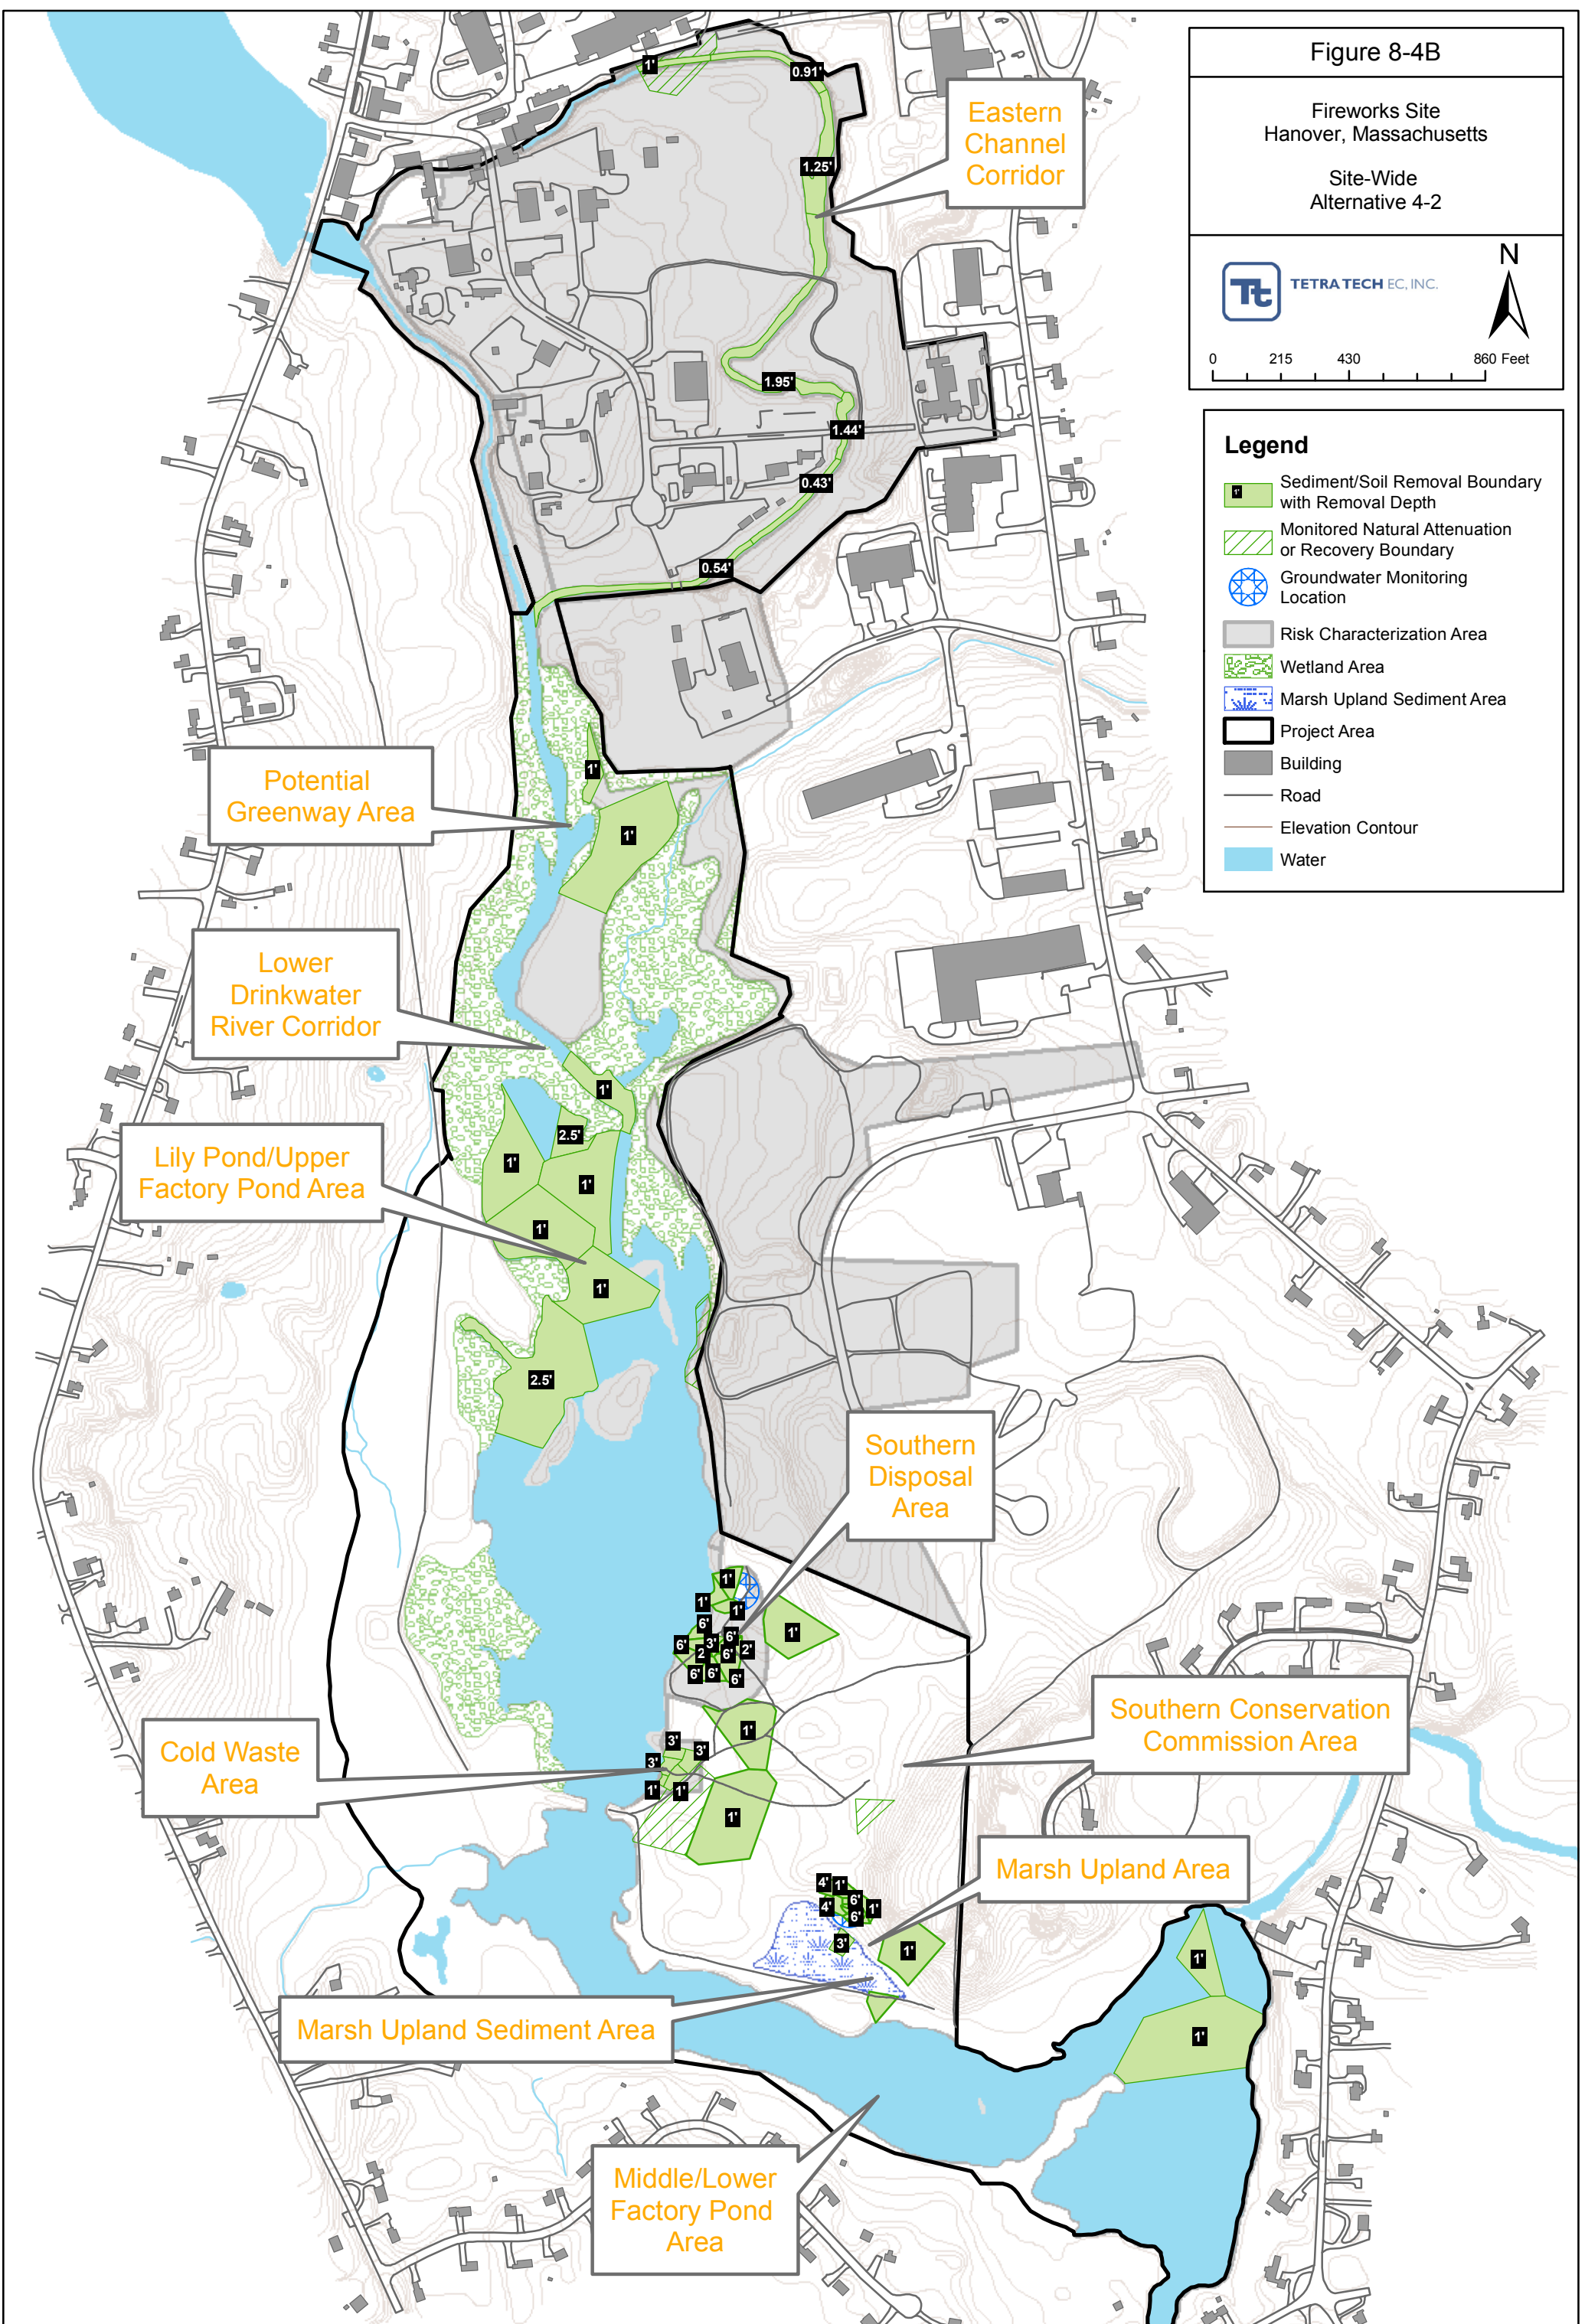 Figure 8-4B
Fireworks Site
Hanover, Massachusetts
Site-Wide
Alternative 4-2
N
Tt
TETRA TECH EC, INC.
0 215 430 860 Feet
Legend
1'
Sediment/Soil Removal Boundary
with Removal Depth
Monitored Natural Attenuation
or Recovery Boundary
Groundwater Monitoring
Location
Risk Characterization Area
Wetland Area
Marsh Upland Sediment Area
Project Area
Building
Road
Elevation Contour
Water
1'
0.91'
Eastern
Channel
Corridor
1.25'
1.95'
1.44'
0.43'
0.54'
Potential
Greenway Area
1'
1'
Lower
Drinkwater
River Corridor
1'
2.5'
Lily Pond/Upper
Factory Pond Area
1'
1'
1'
1'
2.5'
Southern
Disposal
Area
1'
1'
1'
6'
1'
6'
3'
6'
2
6'
2'
6'
6'
6'
Southern Conservation
Commission Area
1'
Cold Waste
Area
3'
3'
3'
1'
1'
1'
Marsh Upland Area
4'
1'
6'
4'
1'
6'
3'
1'
1'
Marsh Upland Sediment Area
1'
Middle/Lower
Factory Pond
Area